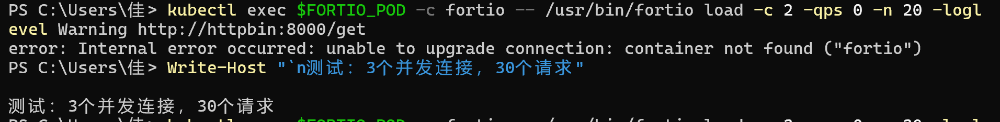 PS C:\Users\佳> kubectl exec $FORTIO_POD -c fortio -- /usr/bin/fortio load -c 2 -qps 0 -n 20 -logl
evel Warning http://httpbin:8000/get
error: Internal error occurred: unable to upgrade connection: container not found ("fortio")
PS C:\Users\佳> Write-Host "`n测试: 3个并发连接, 30个请求"
测试: 3个并发连接, 30个请求